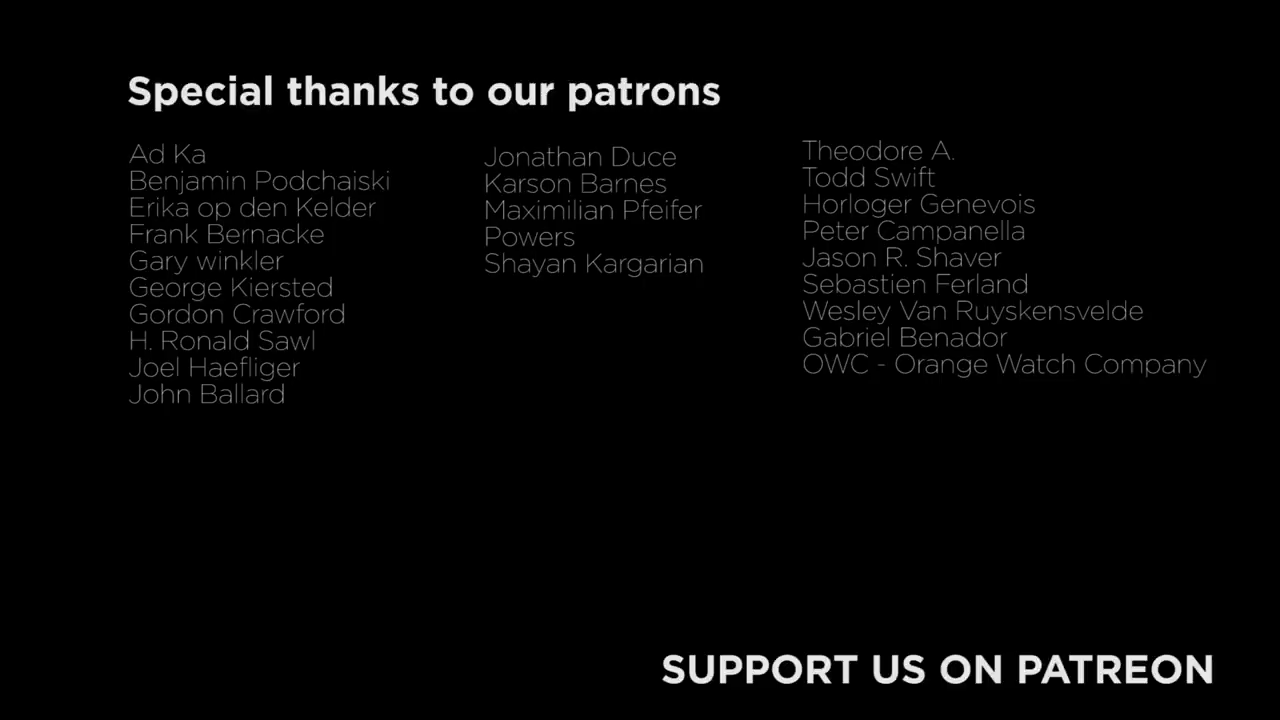 Special thanks to our patrons
Ad Ka
Benjamin Podchaiski
Erika op den Kelder
Frank Bernacke
Gary winkler
George Kiersted
Gordon Crawford
H. Ronald Sawl
Joel Haefliger
John Ballard
Jonathan Duce
Karson Barnes
Maximilian Pfeifer
Powers
Shayan Kargarian
Theodore A.
Todd Swift
Horloger Genevois
Peter Campanella
Jason R. Shaver
Sebastien Ferland
Wesley Van Ruyskensvelde
Gabriel Benador
OWC - Orange Watch Company
SUPPORT US ON PATREON